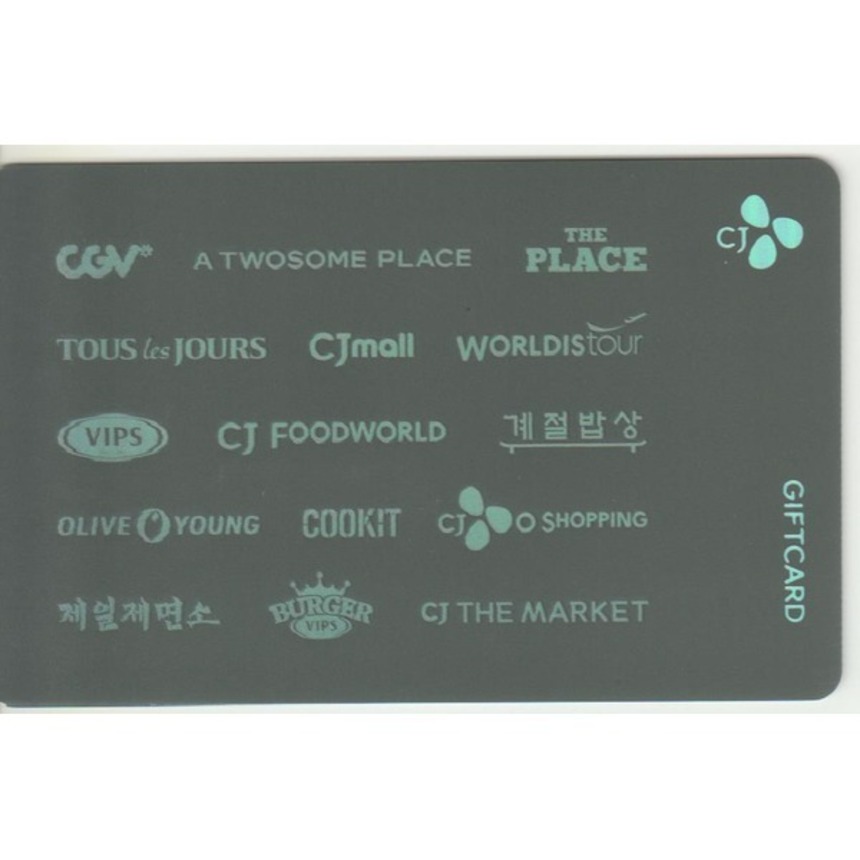 CGV* A TWOSOME PLACE THE PLACE CJ
TOUS les JOURS CJmall WORLDIStour
VIPS CJ FOODWORLD 계절밥상
OLIVE YOUNG COOKIT CJ O SHOPPING
제일제면소 BURGER VIPS CJ THE MARKET
GIFTCARD